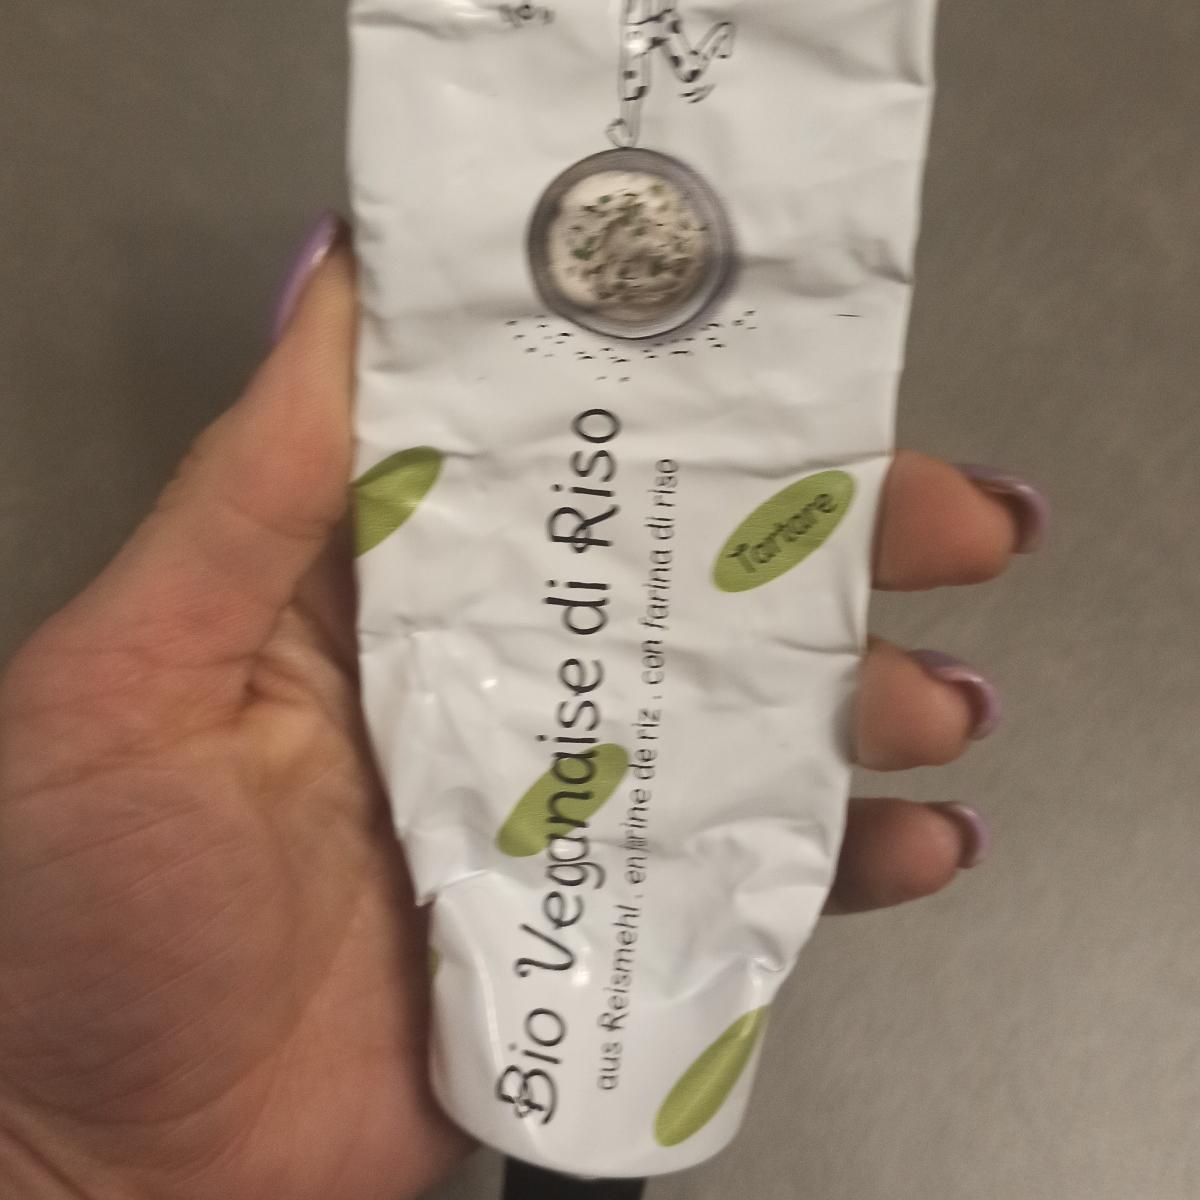 Bio Veganaise di Riso
aus Reismehl . en farine de riz . con farina di riso
Tartare